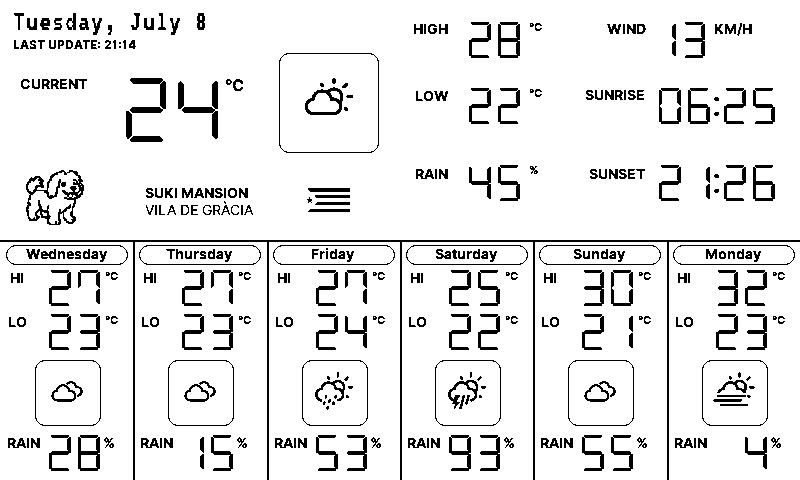 Tuesday, July 8
LAST UPDATE: 21:14
CURRENT 24 °C
HIGH 28 °C
LOW 22 °C
RAIN 45 %
WIND 13 KM/H
SUNRISE 06:25
SUNSET 21:26
SUKI MANSION
VILA DE GRÀCIA
Wednesday
HI 27 °C
LO 23 °C
RAIN 28 %
Thursday
HI 27 °C
LO 23 °C
RAIN 15 %
Friday
HI 27 °C
LO 24 °C
RAIN 53 %
Saturday
HI 25 °C
LO 22 °C
RAIN 93 %
Sunday
HI 30 °C
LO 21 °C
RAIN 55 %
Monday
HI 32 °C
LO 23 °C
RAIN 4 %